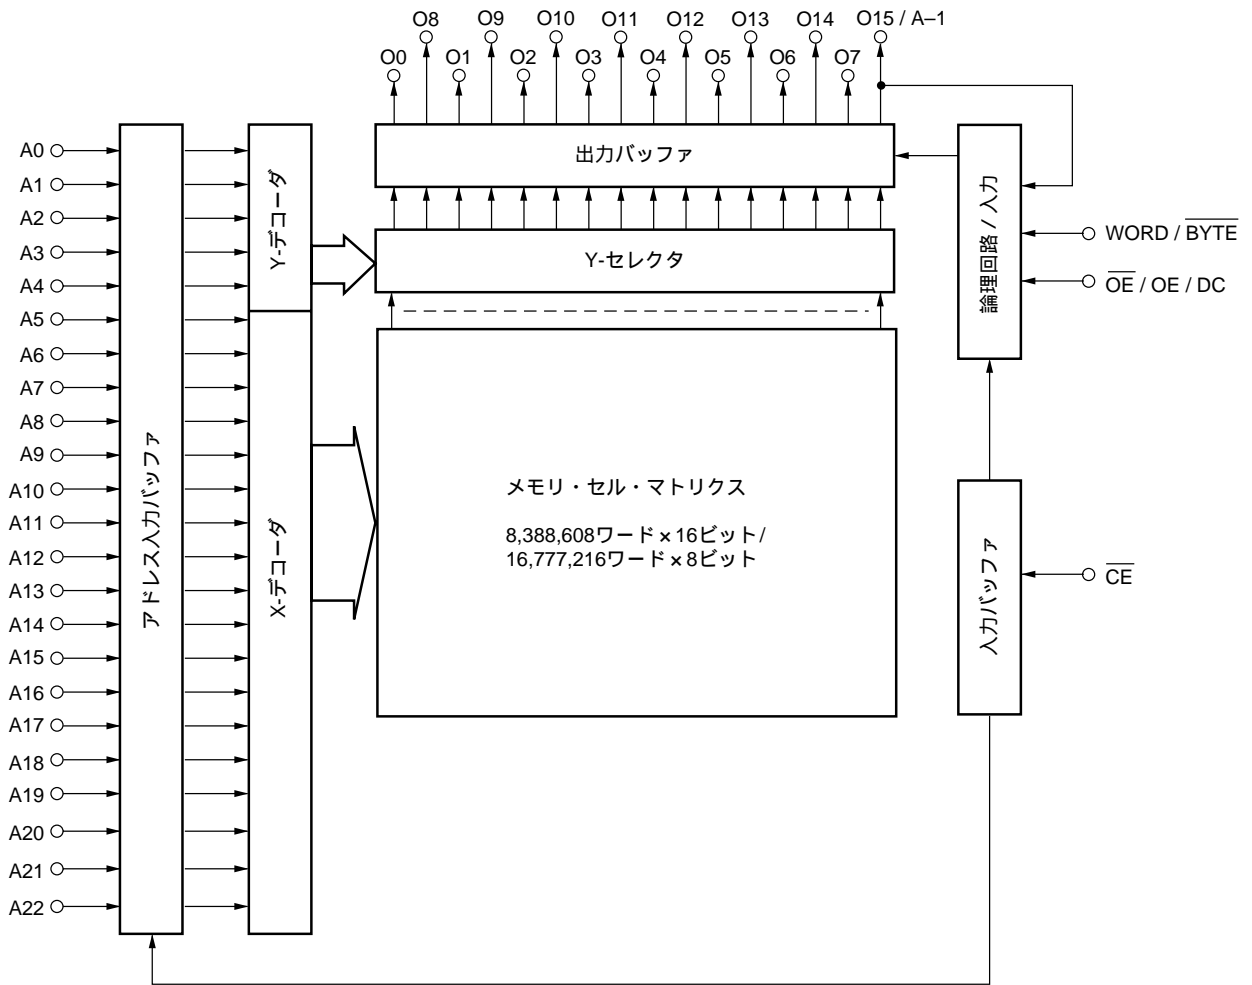 O8 O9 O10 O11 O12 O13 O14 O15 / A–1
O0 O1 O2 O3 O4 O5 O6 O7
A0
A1
A2
A3
A4
A5
A6
A7
A8
A9
A10
A11
A12
A13
A14
A15
A16
A17
A18
A19
A20
A21
A22
アドレス入力バッファ
Y-デコーダ
X-デコーダ
出力バッファ
Y-セレクタ
メモリ・セル・マトリクス
8,388,608ワード×16ビット/
16,777,216ワード×8ビット
論理回路 / 入力
WORD / B̅Y̅T̅E̅
O̅E̅ / OE / DC
入力バッファ
C̅E̅